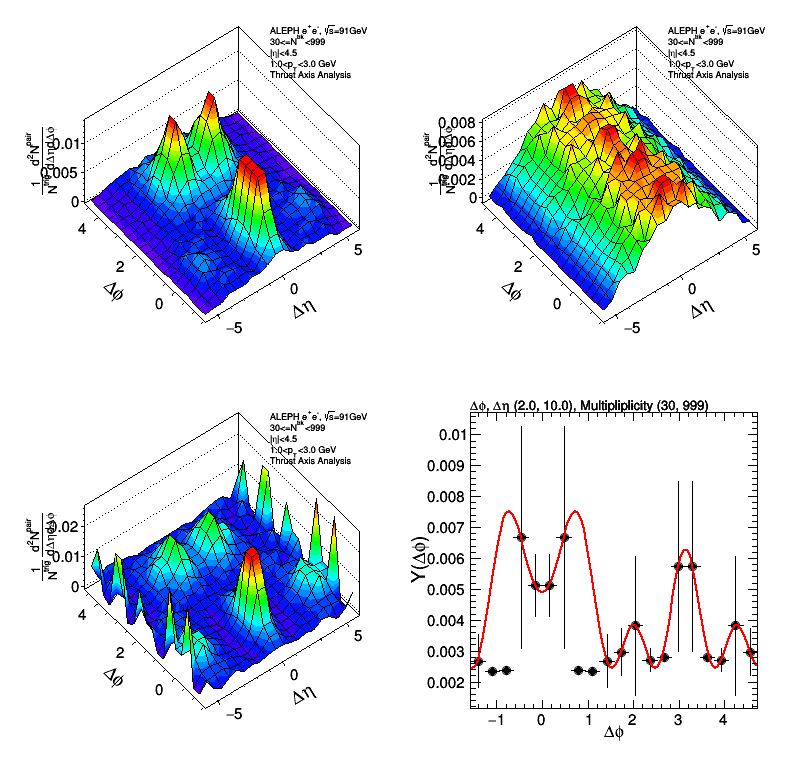 ALEPH e⁺e⁻, √s=91GeV
30<=N^trk<999
|η|<4.5
1.0<p_T<3.0 GeV
Thrust Axis Analysis
1/N^trig d²N^pair/dΔηdΔφ
0.01
0.005
0
4
2
0
Δφ
−5
0
5
Δη
ALEPH e⁺e⁻, √s=91GeV
30<=N^trk<999
|η|<4.5
1.0<p_T<3.0 GeV
Thrust Axis Analysis
1/N^trig d²N^pair/dΔηdΔφ
0.008
0.006
0.004
0.002
0
4
2
0
Δφ
−5
0
5
Δη
ALEPH e⁺e⁻, √s=91GeV
30<=N^trk<999
|η|<4.5
1.0<p_T<3.0 GeV
Thrust Axis Analysis
1/N^trig d²N^pair/dΔηdΔφ
0.02
0.01
0
4
2
0
Δφ
−5
0
5
Δη
Δφ, Δη (2.0, 10.0), Multipliplicity (30, 999)
Y(Δφ)
0.01
0.009
0.008
0.007
0.006
0.005
0.004
0.003
0.002
−1 0 1 2 3 4
Δφ